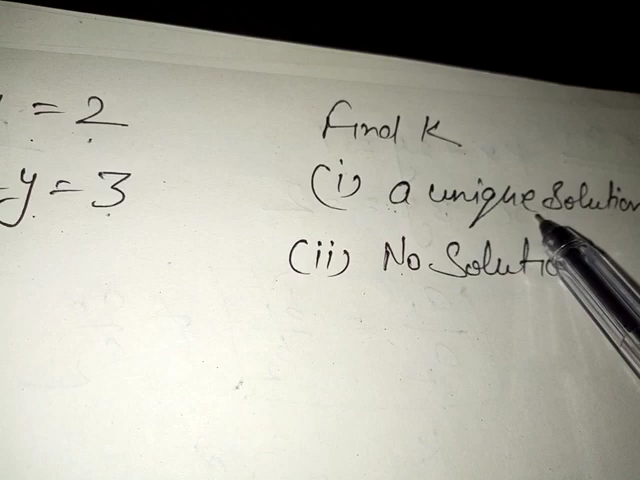 = 2
Find K
y = 3
(i) a unique solution
(ii) No Solutio